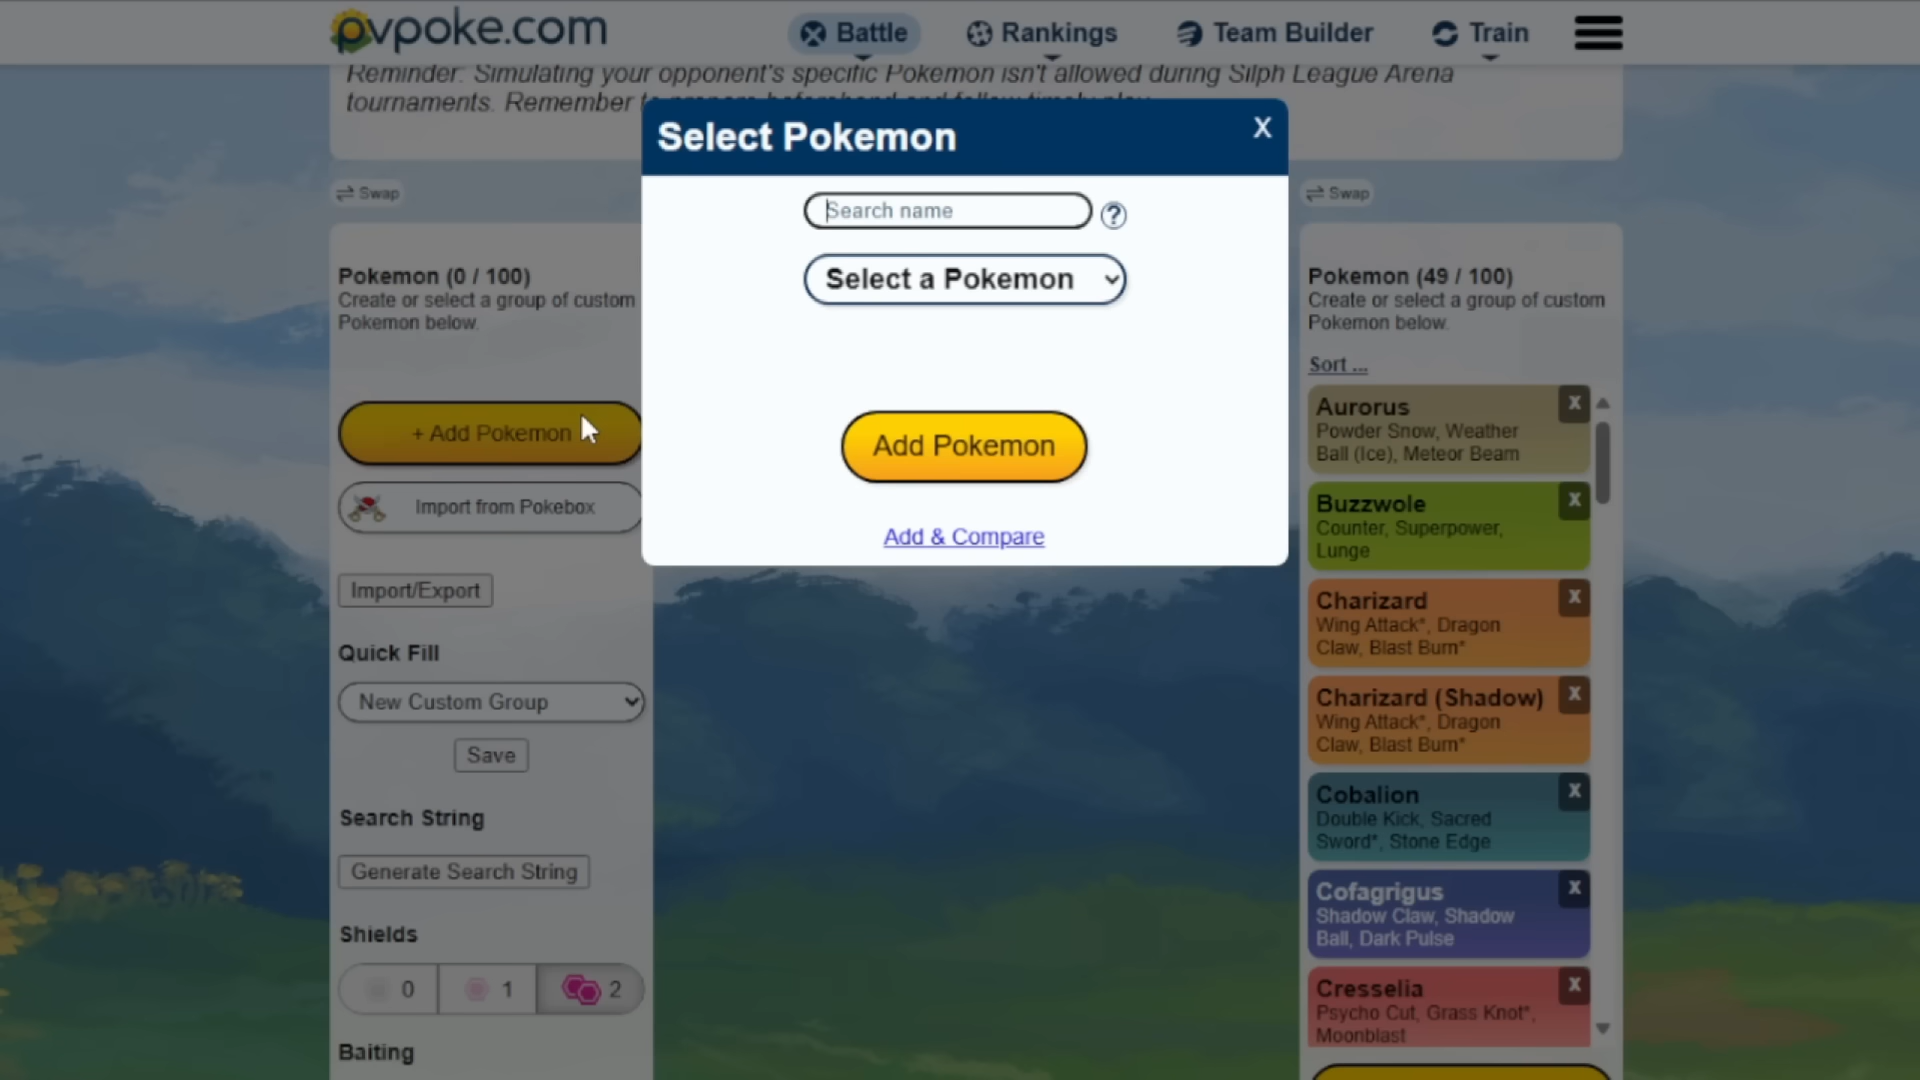 pvpoke.com
Battle
Rankings
Team Builder
Train
Reminder: Simulating your opponent's specific Pokemon isn't allowed during Silph League Arena
tournaments. Remember
Select Pokemon
X
Search name
?
Select a Pokemon
Add Pokemon
Add & Compare
Swap
Pokemon (0 / 100)
Create or select a group of custom
Pokemon below.
+ Add Pokemon
Import from Pokebox
Import/Export
Quick Fill
New Custom Group
Save
Search String
Generate Search String
Shields
0
1
2
Baiting
Swap
Pokemon (49 / 100)
Create or select a group of custom
Pokemon below.
Sort ...
Aurorus
X
Powder Snow, Weather
Ball (Ice), Meteor Beam
Buzzwole
X
Counter, Superpower,
Lunge
Charizard
X
Wing Attack*, Dragon
Claw, Blast Burn*
Charizard (Shadow)
X
Wing Attack*, Dragon
Claw, Blast Burn*
Cobalion
X
Double Kick, Sacred
Sword*, Stone Edge
Cofagrigus
X
Shadow Claw, Shadow
Ball, Dark Pulse
Cresselia
X
Psycho Cut, Grass Knot*,
Moonblast